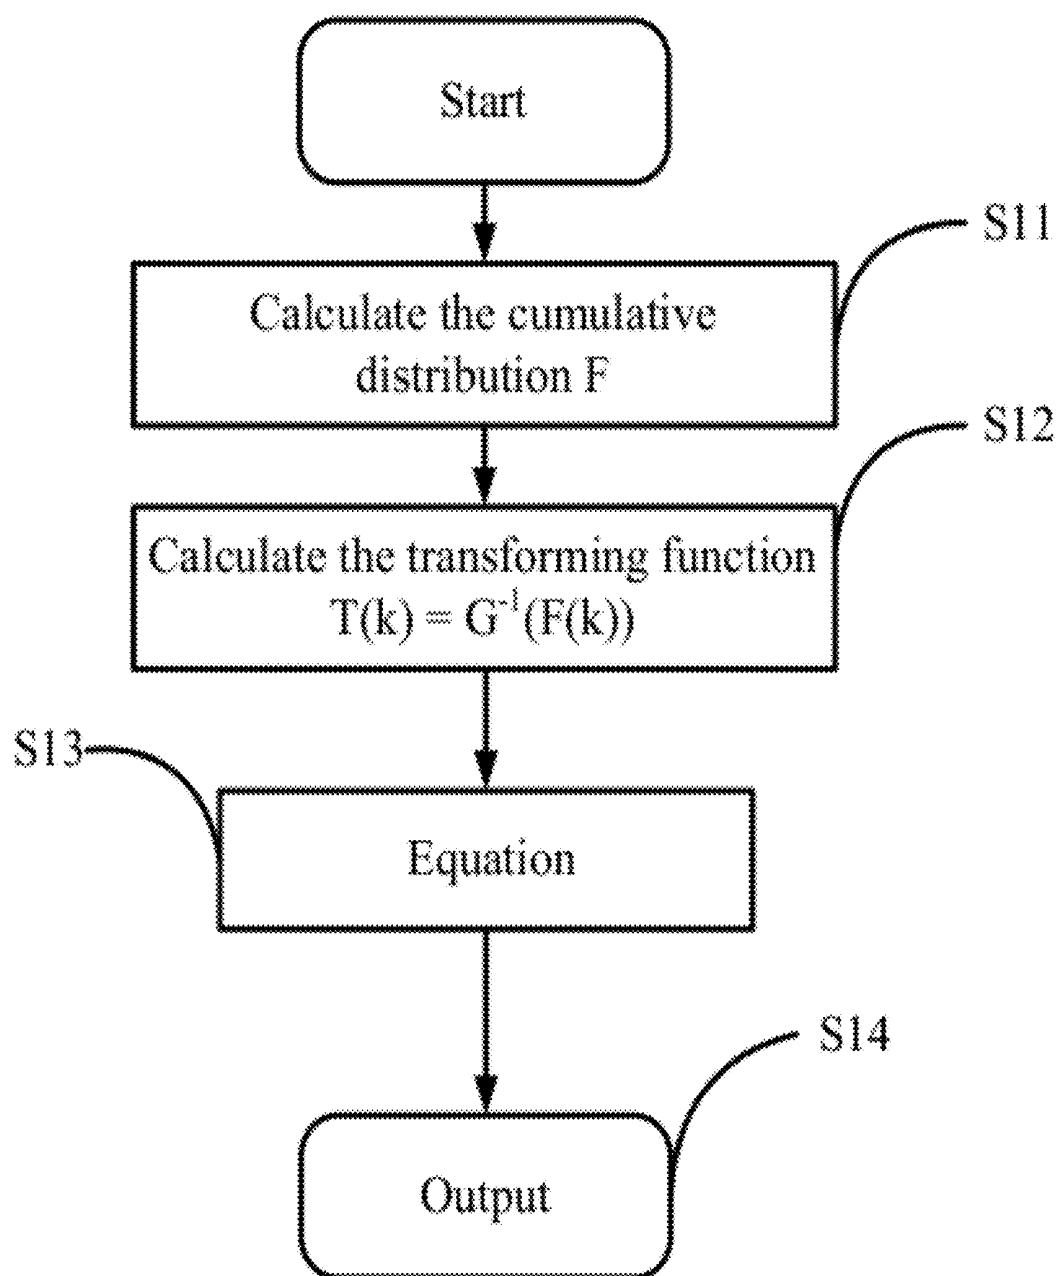 Start
S11
Calculate the cumulative
distribution F
S12
Calculate the transforming function
T(k) = G⁻¹(F(k))
S13
Equation
S14
Output